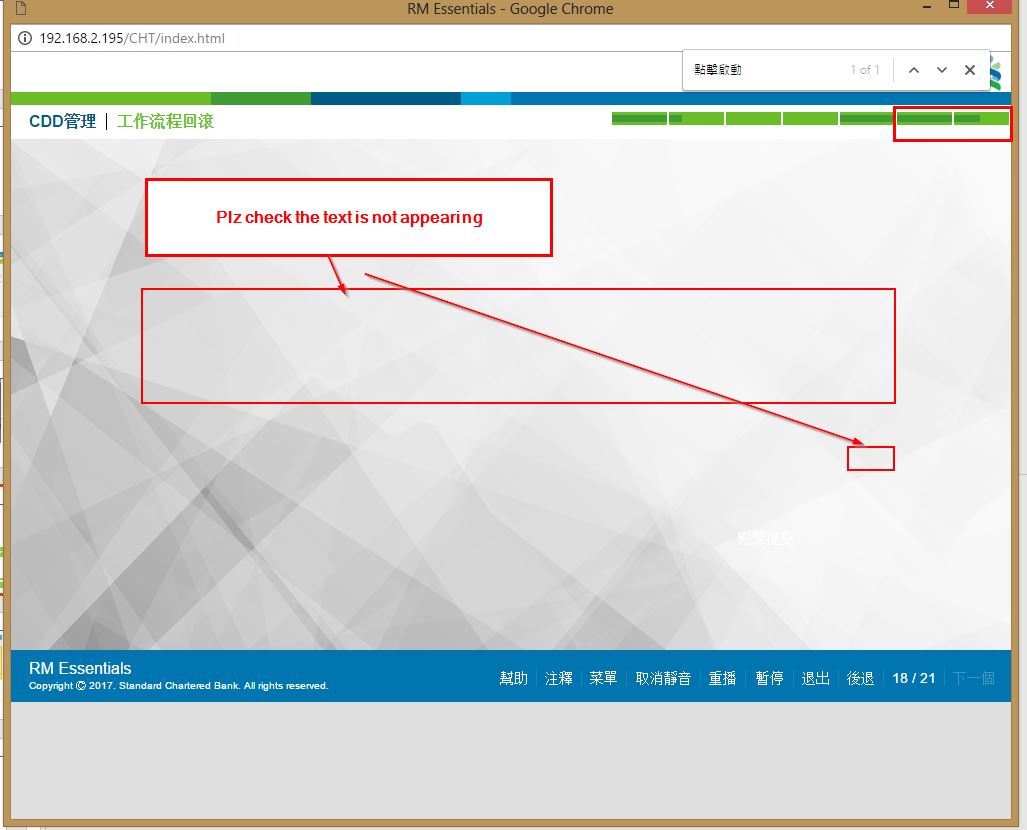 RM Essentials - Google Chrome
192.168.2.195/CHT/index.html
點擊啟動 1 of 1
CDD管理 | 工作流程回滚
Plz check the text is not appearing
點擊提交。
RM Essentials
Copyright © 2017. Standard Chartered Bank. All rights reserved.
幫助 注釋 菜單 取消靜音 重播 暫停 退出 後退 18 / 21 下一個